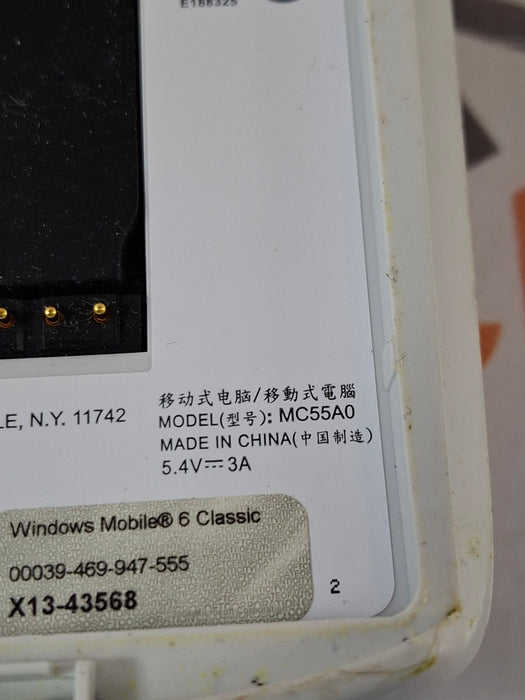 E188325
LE, N.Y. 11742
移动式电脑/移動式電腦
MODEL(型号): MC55A0
MADE IN CHINA(中国制造)
5.4V⎓3A
Windows Mobile® 6 Classic
00039-469-947-555
X13-43568
2